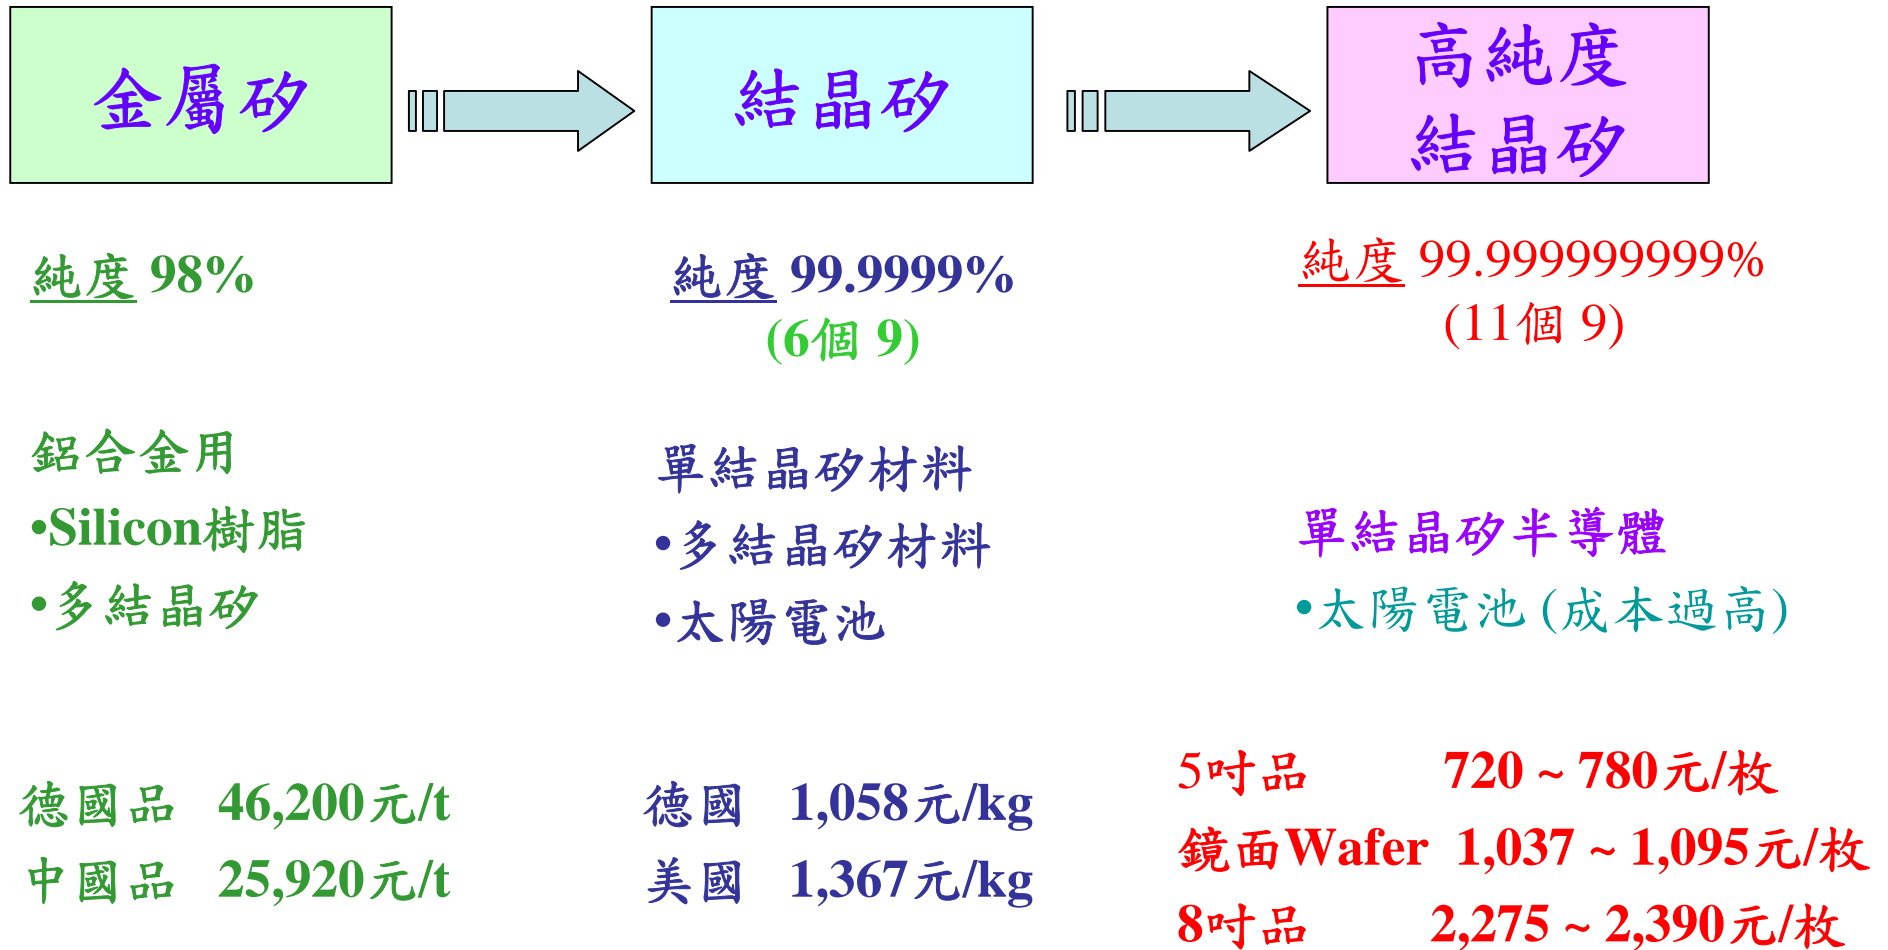 金屬矽
結晶矽
高純度
結晶矽
純度 98%
純度 99.9999%
(6個 9)
純度 99.999999999%
(11個 9)
鋁合金用
•Silicon樹脂
•多結晶矽
單結晶矽材料
•多結晶矽材料
•太陽電池
單結晶矽半導體
•太陽電池 (成本過高)
德國品 46,200元/t
中國品 25,920元/t
德國 1,058元/kg
美國 1,367元/kg
5吋品 720 ~ 780元/枚
鏡面Wafer 1,037 ~ 1,095元/枚
8吋品 2,275 ~ 2,390元/枚